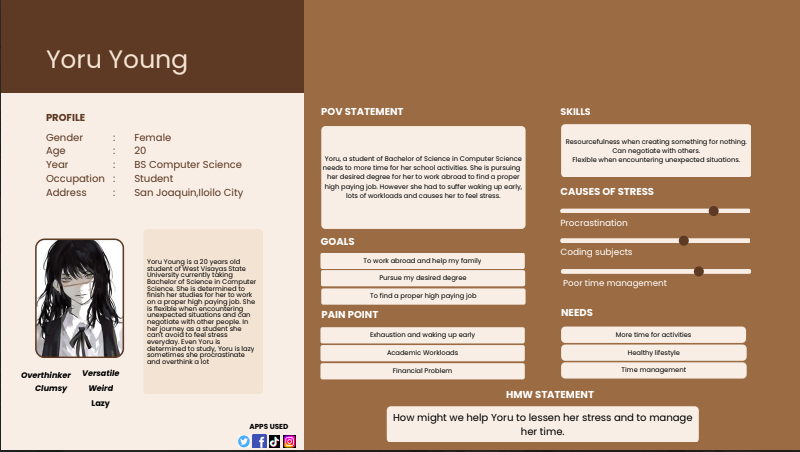 Yoru Young
PROFILE
Gender : Female
Age : 20
Year : BS Computer Science
Occupation : Student
Address : San Joaquin,Iloilo City
Yoru Young is a 20 years old
student of West Visayas State
University currently taking
Bachelor of Science in Computer
Science. She is determined to
finish her studies for her to work
on a proper high paying job. She
is flexible when encountering
unexpected situations and can
negotiate with other people. In
her journey as a student she
can't avoid to feel stress
everyday. Even Yoru is
determined to study, Yoru is lazy
sometimes she procrastinate
and overthink a lot
Overthinker
Clumsy
Versatile
Weird
Lazy
APPS USED
POV STATEMENT
Yoru, a student of Bachelor of Science in Computer Science
needs to more time for her school activities. She is pursuing
her desired degree for her to work abroad to find a proper
high paying job. However she had to suffer waking up early,
lots of workloads and causes her to feel stress.
GOALS
To work abroad and help my family
Pursue my desired degree
To find a proper high paying job
PAIN POINT
Exhaustion and waking up early
Academic Workloads
Financial Problem
SKILLS
Resourcefulness when creating something for nothing.
Can negotiate with others.
Flexible when encountering unexpected situations.
CAUSES OF STRESS
Procrastination
Coding subjects
Poor time management
NEEDS
More time for activities
Healthy lifestyle
Time management
HMW STATEMENT
How might we help Yoru to lessen her stress and to manage
her time.